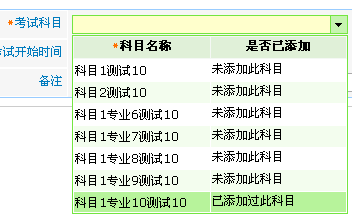 *考试科目
试开始时间
备注
*科目名称 是否已添加
科目1测试10 未添加此科目
科目2测试10 未添加此科目
科目1专业6测试10 未添加此科目
科目1专业7测试10 未添加此科目
科目1专业8测试10 未添加此科目
科目1专业9测试10 未添加此科目
科目1专业10测试10 已添加过此科目